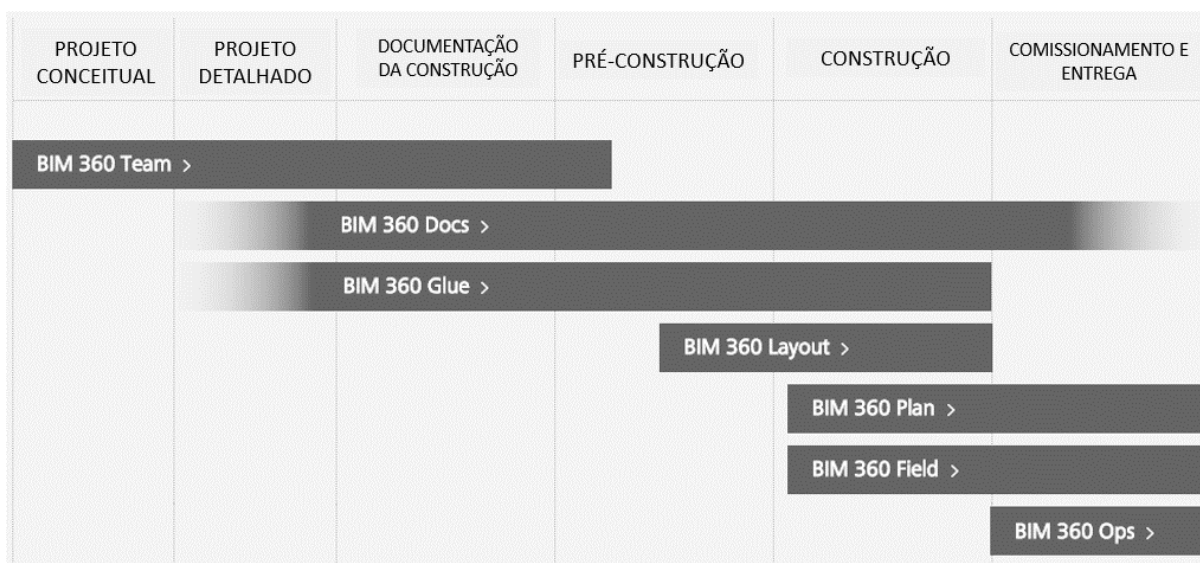 PROJETO
CONCEITUAL
PROJETO
DETALHADO
DOCUMENTAÇÃO
DA CONSTRUÇÃO
PRÉ-CONSTRUÇÃO
CONSTRUÇÃO
COMISSIONAMENTO E
ENTREGA
BIM 360 Team >
BIM 360 Docs >
BIM 360 Glue >
BIM 360 Layout >
BIM 360 Plan >
BIM 360 Field >
BIM 360 Ops >